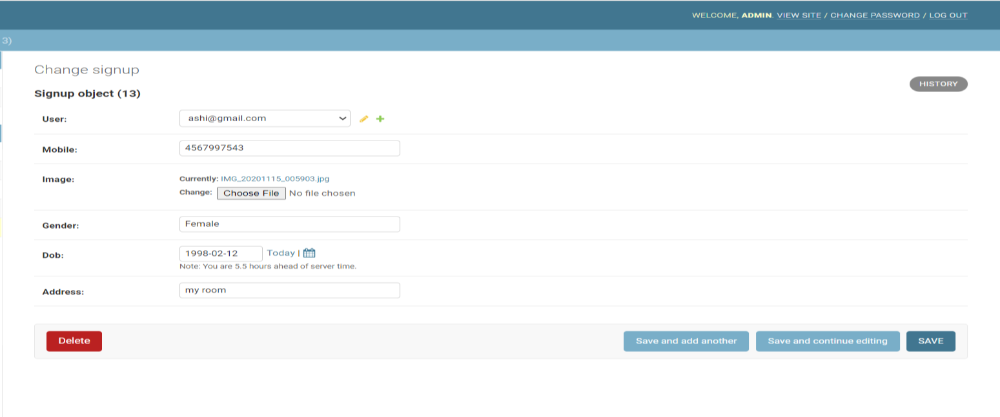 WELCOME, ADMIN. VIEW SITE / CHANGE PASSWORD / LOG OUT
3)
Change signup
HISTORY
Signup object (13)
User: ashi@gmail.com
Mobile: 4567997543
Image: Currently: IMG_20201115_005903.jpg
Change: Choose File No file chosen
Gender: Female
Dob: 1998-02-12 Today |
Note: You are 5.5 hours ahead of server time.
Address: my room
Delete Save and add another Save and continue editing SAVE